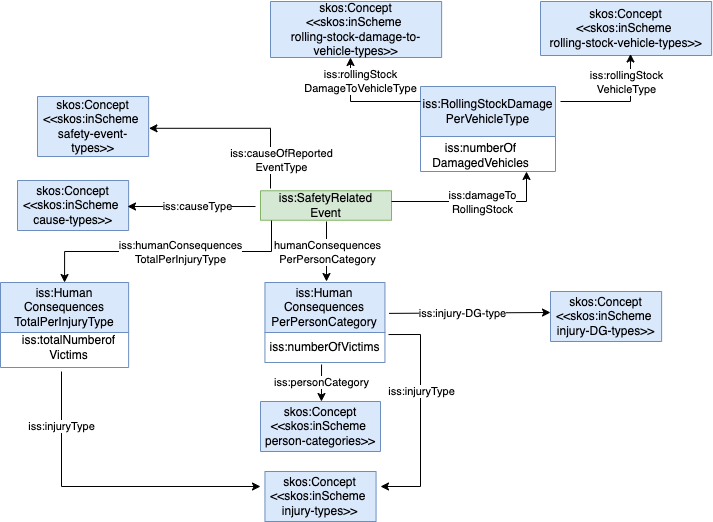 skos:Concept
<<skos:inScheme
rolling-stock-damage-to-
vehicle-types>>
skos:Concept
<<skos:inScheme
rolling-stock-vehicle-types>>
iss:rollingStock
DamageToVehicleType
iss:rollingStock
VehicleType
iss:RollingStockDamage
PerVehicleType
iss:numberOf
DamagedVehicles
skos:Concept
<<skos:inScheme
safety-event-
types>>
iss:causeOfReported
EventType
skos:Concept
<<skos:inScheme
cause-types>>
iss:causeType
iss:SafetyRelated
Event
iss:damageTo
RollingStock
iss:humanConsequences
TotalPerInjuryType
humanConsequences
PerPersonCategory
iss:Human
Consequences
TotalPerInjuryType
iss:totalNumberof
Victims
iss:Human
Consequences
PerPersonCategory
iss:numberOfVictims
iss:injury-DG-type
skos:Concept
<<skos:inScheme
injury-DG-types>>
iss:personCategory
iss:injuryType
skos:Concept
<<skos:inScheme
person-categories>>
iss:injuryType
skos:Concept
<<skos:inScheme
injury-types>>